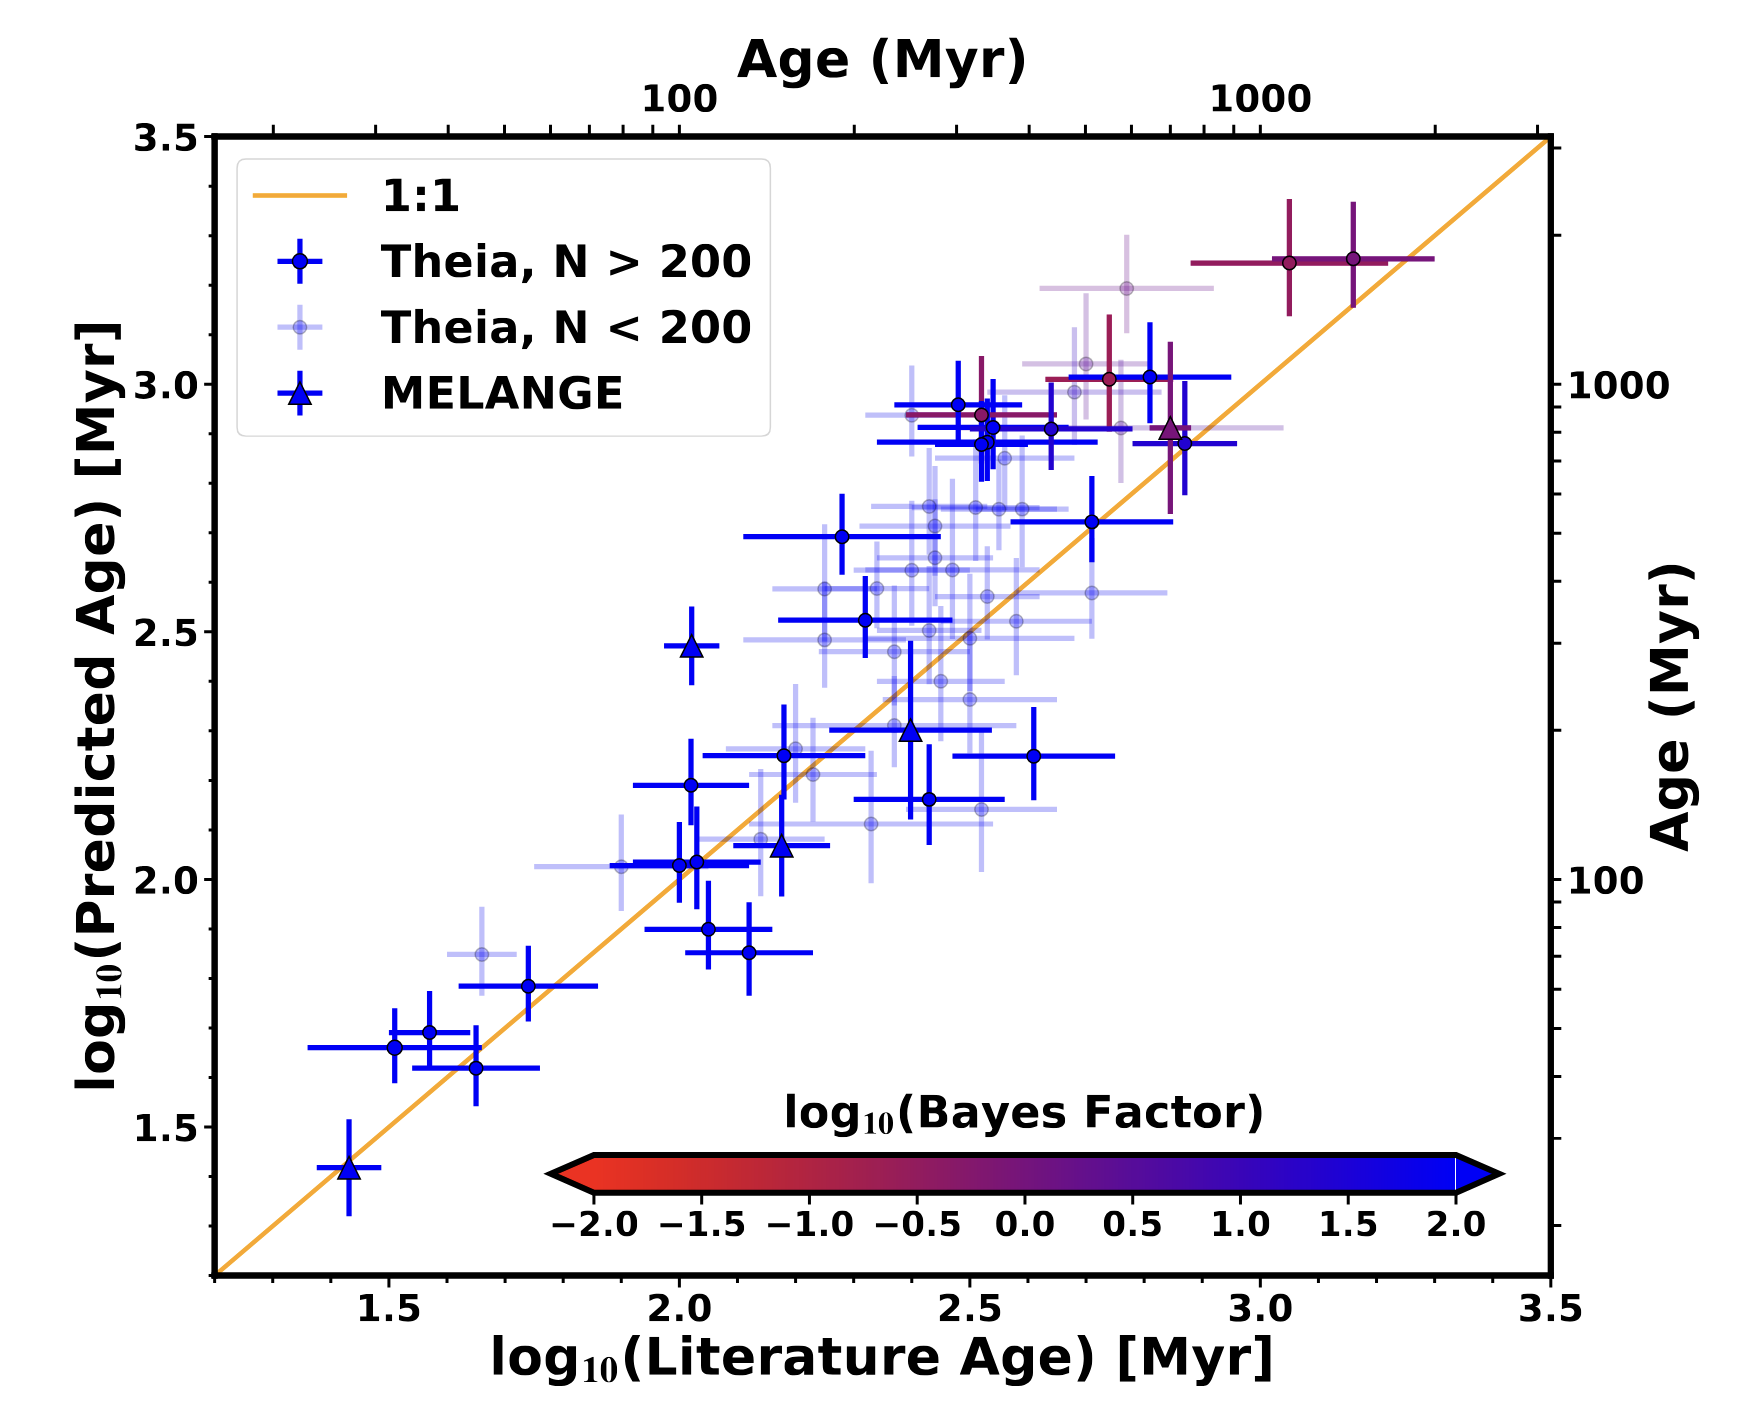 Age (Myr)
100 1000
3.5
3.0
2.5
2.0
1.5
log₁₀(Predicted Age) [Myr]
1:1
Theia, N > 200
Theia, N < 200
MELANGE
1000
100
Age (Myr)
log₁₀(Bayes Factor)
−2.0 −1.5 −1.0 −0.5 0.0 0.5 1.0 1.5 2.0
1.5 2.0 2.5 3.0 3.5
log₁₀(Literature Age) [Myr]